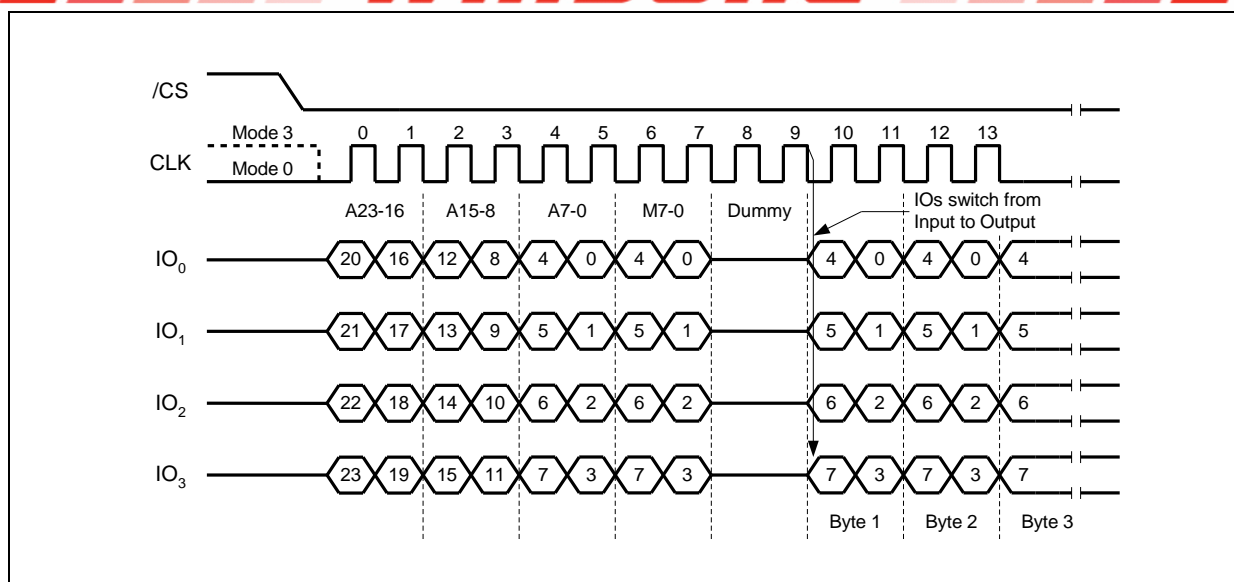 /CS
Mode 3 0 1 2 3 4 5 6 7 8 9 10 11 12 13
CLK
Mode 0
IOs switch from
Input to Output
A23-16 A15-8 A7-0 M7-0 Dummy
IO0 20 16 12 8 4 0 4 0 4 0 4 0 4
IO1 21 17 13 9 5 1 5 1 5 1 5 1 5
IO2 22 18 14 10 6 2 6 2 6 2 6 2 6
IO3 23 19 15 11 7 3 7 3 7 3 7 3 7
Byte 1 Byte 2 Byte 3